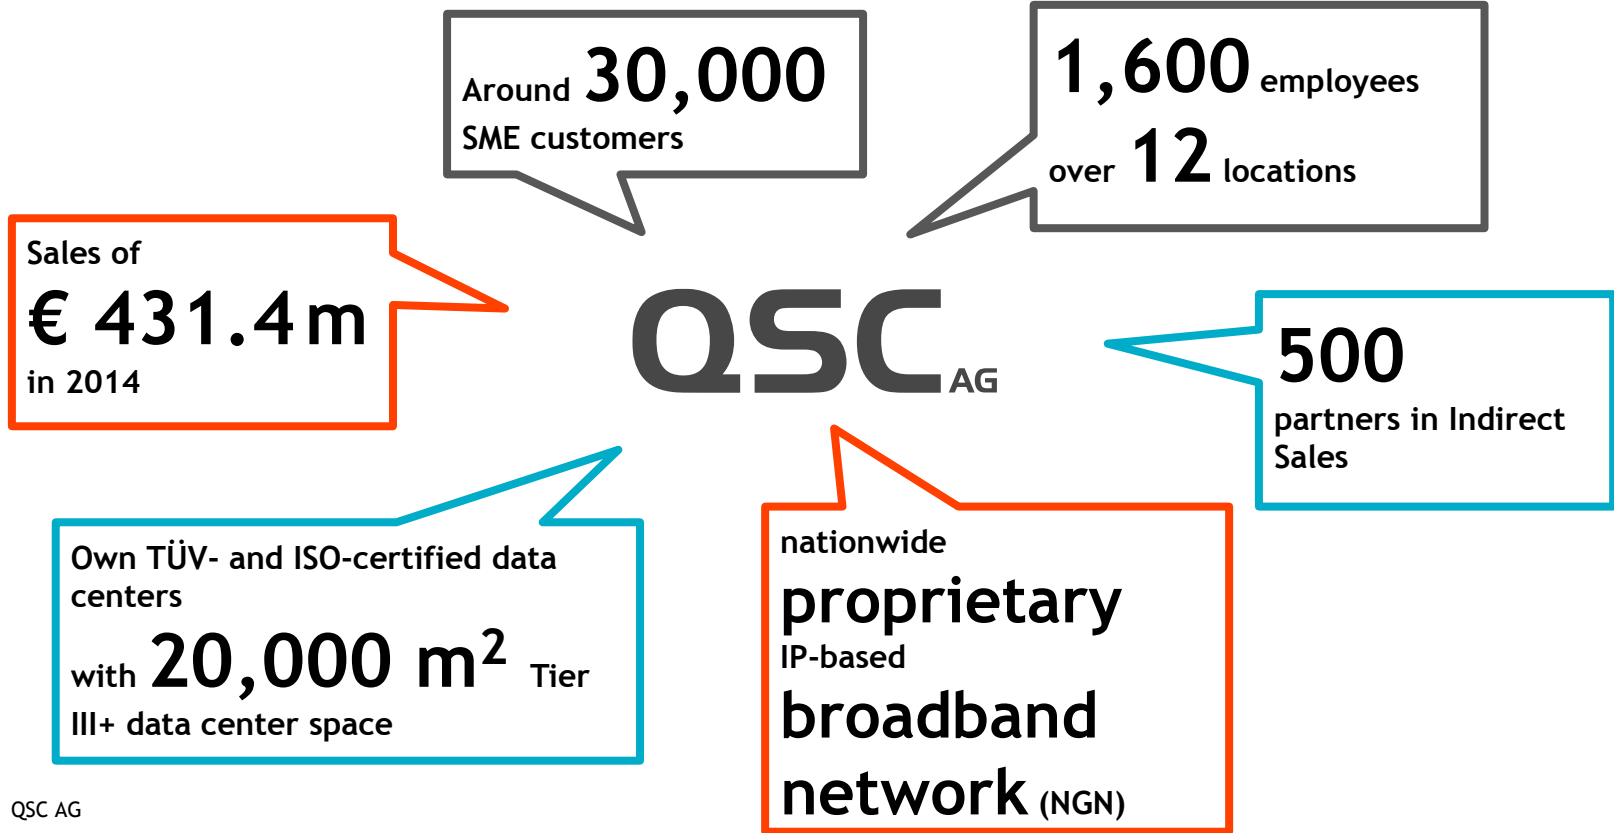 Around 30,000
SME customers
1,600 employees
over 12 locations
Sales of
€ 431.4m
in 2014
QSC AG
500
partners in Indirect
Sales
Own TÜV- and ISO-certified data
centers
with 20,000 m² Tier
III+ data center space
nationwide
proprietary
IP-based
broadband
network (NGN)
QSC AG